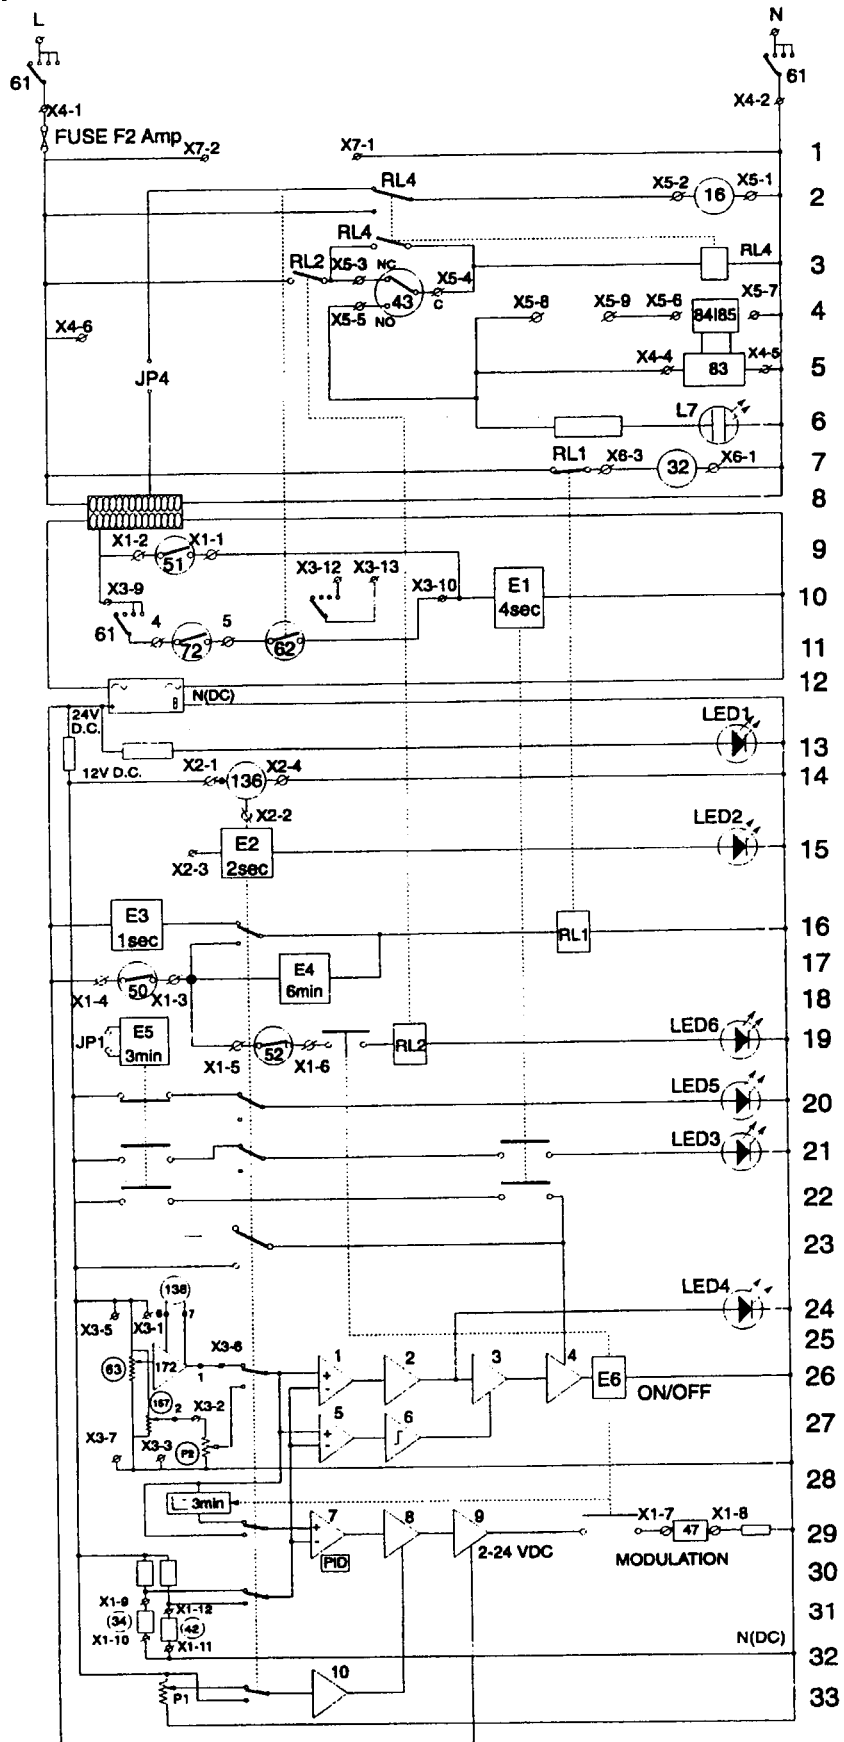 L N
61 61
X4-1 X4-2
FUSE F2 Amp
X7-2 X7-1 1
RL4 X5-2 16 X5-1 2
RL4 RL4
RL2 X5-3 NC X5-4 3
43 C
X5-5 NO
X5-8 X5-9 X5-6 84I85 X5-7 4
X4-6
JP4 X4-4 83 X4-5 5
L7 6
RL1 X6-3 32 X6-1 7
8
X1-2 51 X1-1 9
X3-9 X3-12 X3-13 X3-10 E1 10
4sec
61 4 72 5 62 11
12
N(DC)
24V
D.C.
LED1 13
12V D.C. X2-1 136 X2-4 14
X2-2
LED2
E2 15
X2-3 2sec
E3 16
1sec RL1
E4 17
6min
X1-4 50 X1-3 18
JP1 E5 LED6 19
3min RL2
X1-5 52 X1-6
LED5 20
LED3 21
22
23
138 LED4 24
X3-5 X3-1 6 7
25
63 172 1 X3-6 1 2 3 4 E6 26
ON/OFF
157 2 X3-2 5 6 27
X3-7 X3-3 P2
28
3min
7 8 9 X1-7 47 X1-8 29
PID 2-24 VDC MODULATION
30
X1-9 X1-12 31
34 42
X1-10 X1-11 N(DC)
32
10 33
P1